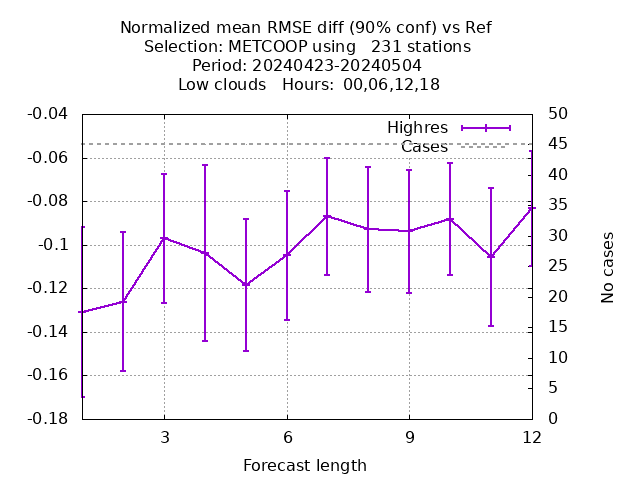 Normalized mean RMSE diff (90% conf) vs Ref
Selection: METCOOP using   231 stations
Period: 20240423-20240504
Low clouds   Hours:  00,06,12,18
Highres
Cases
-0.04
-0.06
-0.08
-0.1
-0.12
-0.14
-0.16
-0.18
50
45
40
35
30
25
20
15
10
5
0
No cases
3
6
9
12
Forecast length